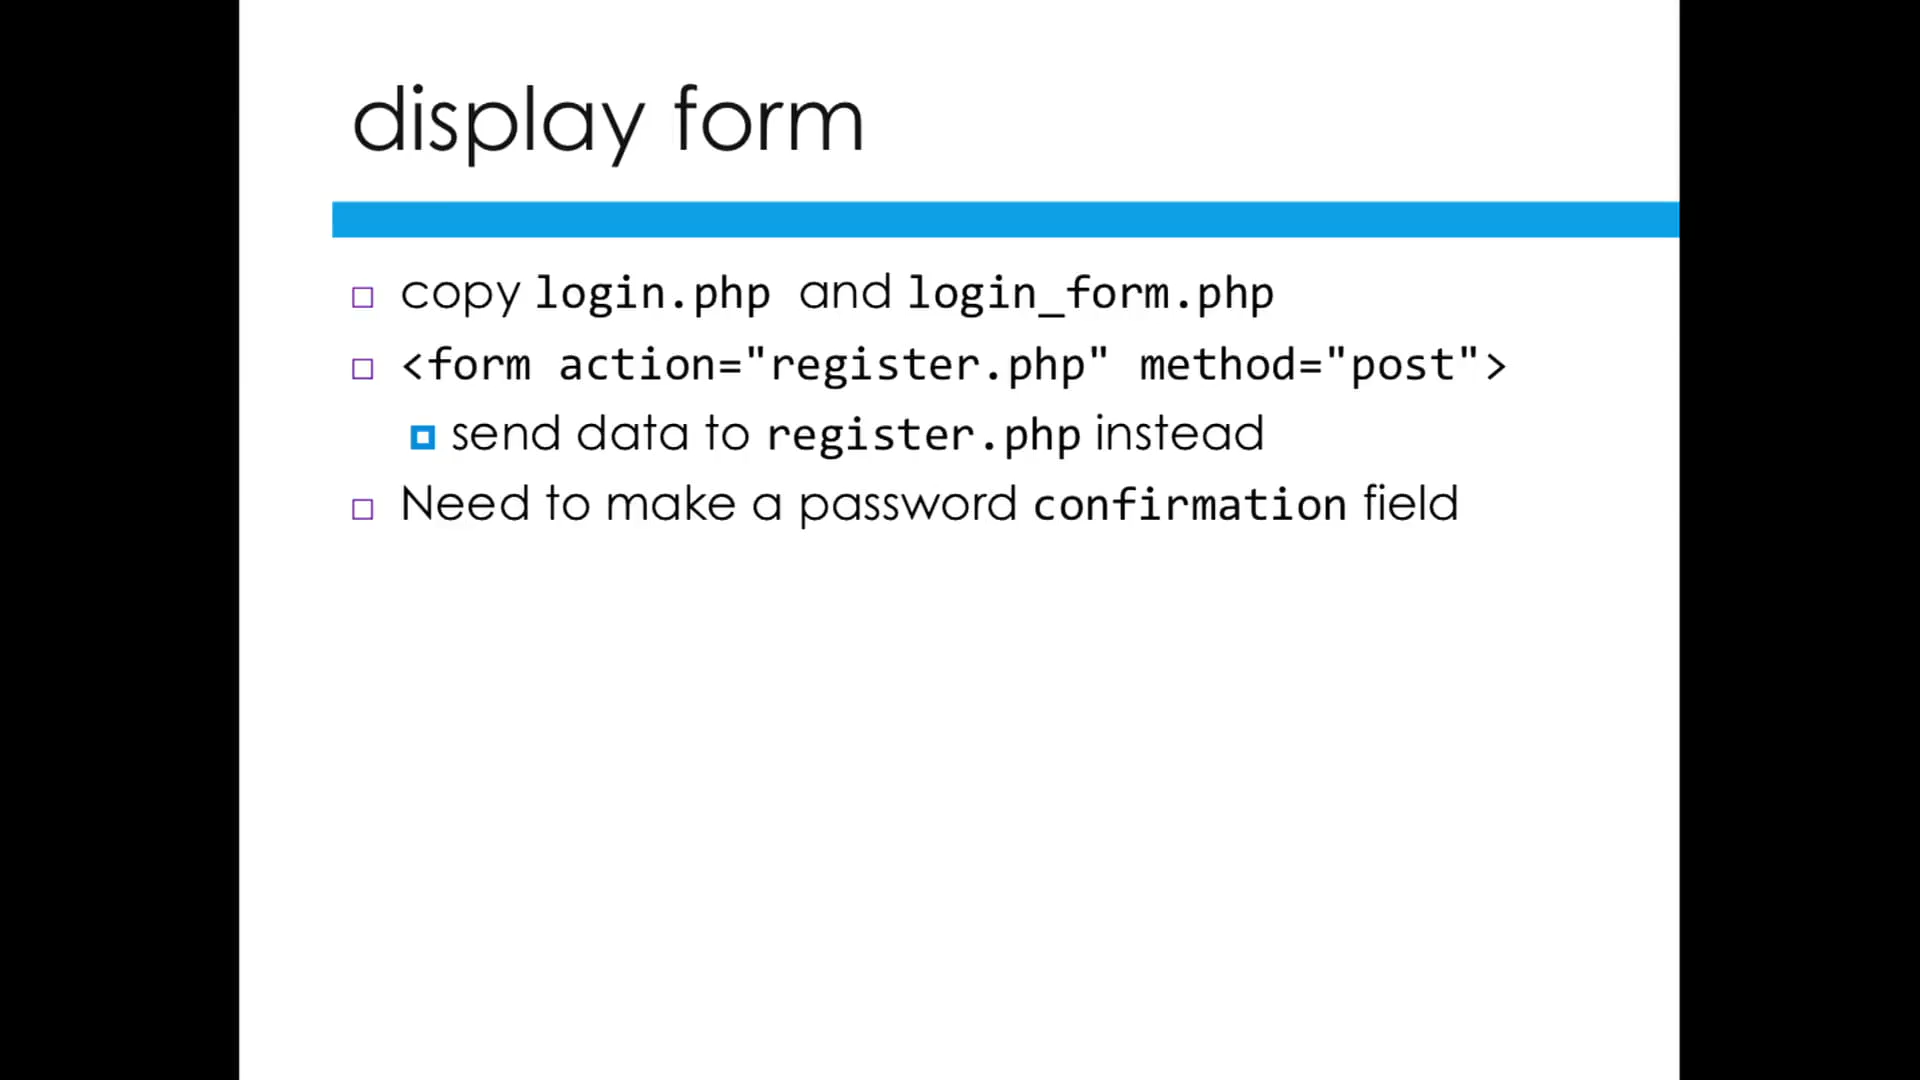 display form
copy login.php and login_form.php
<form action="register.php" method="post">
send data to register.php instead
Need to make a password confirmation field